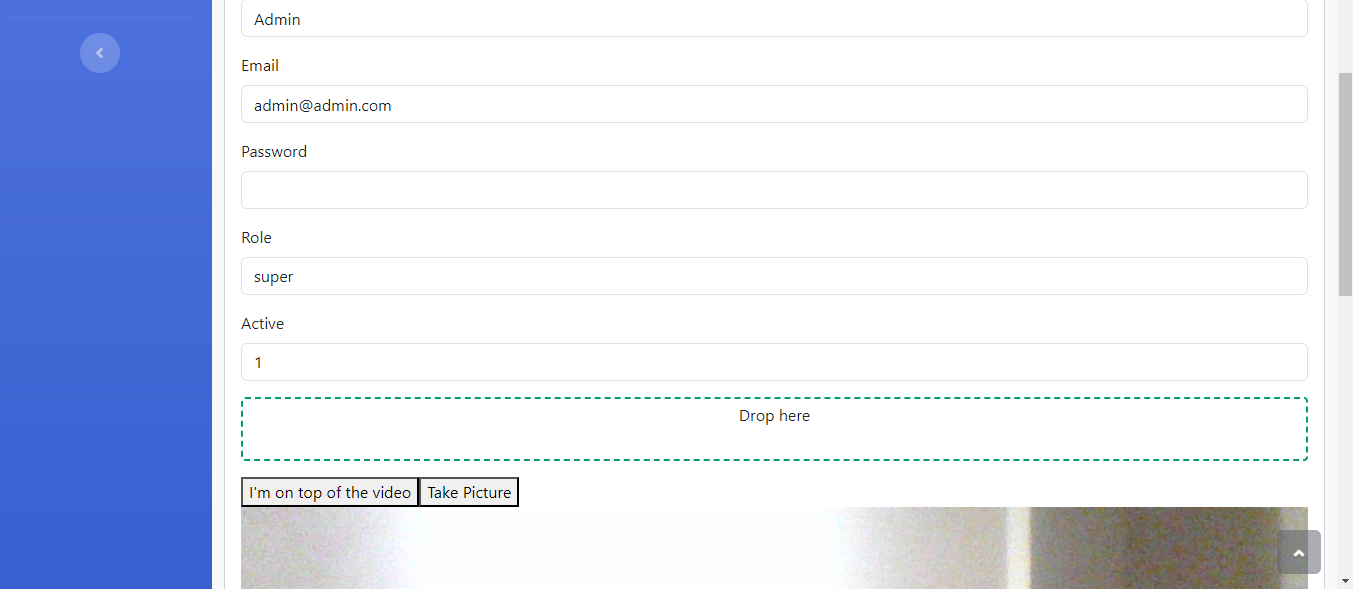 Admin
Email
admin@admin.com
Password
Role
super
Active
1
Drop here
I'm on top of the video Take Picture